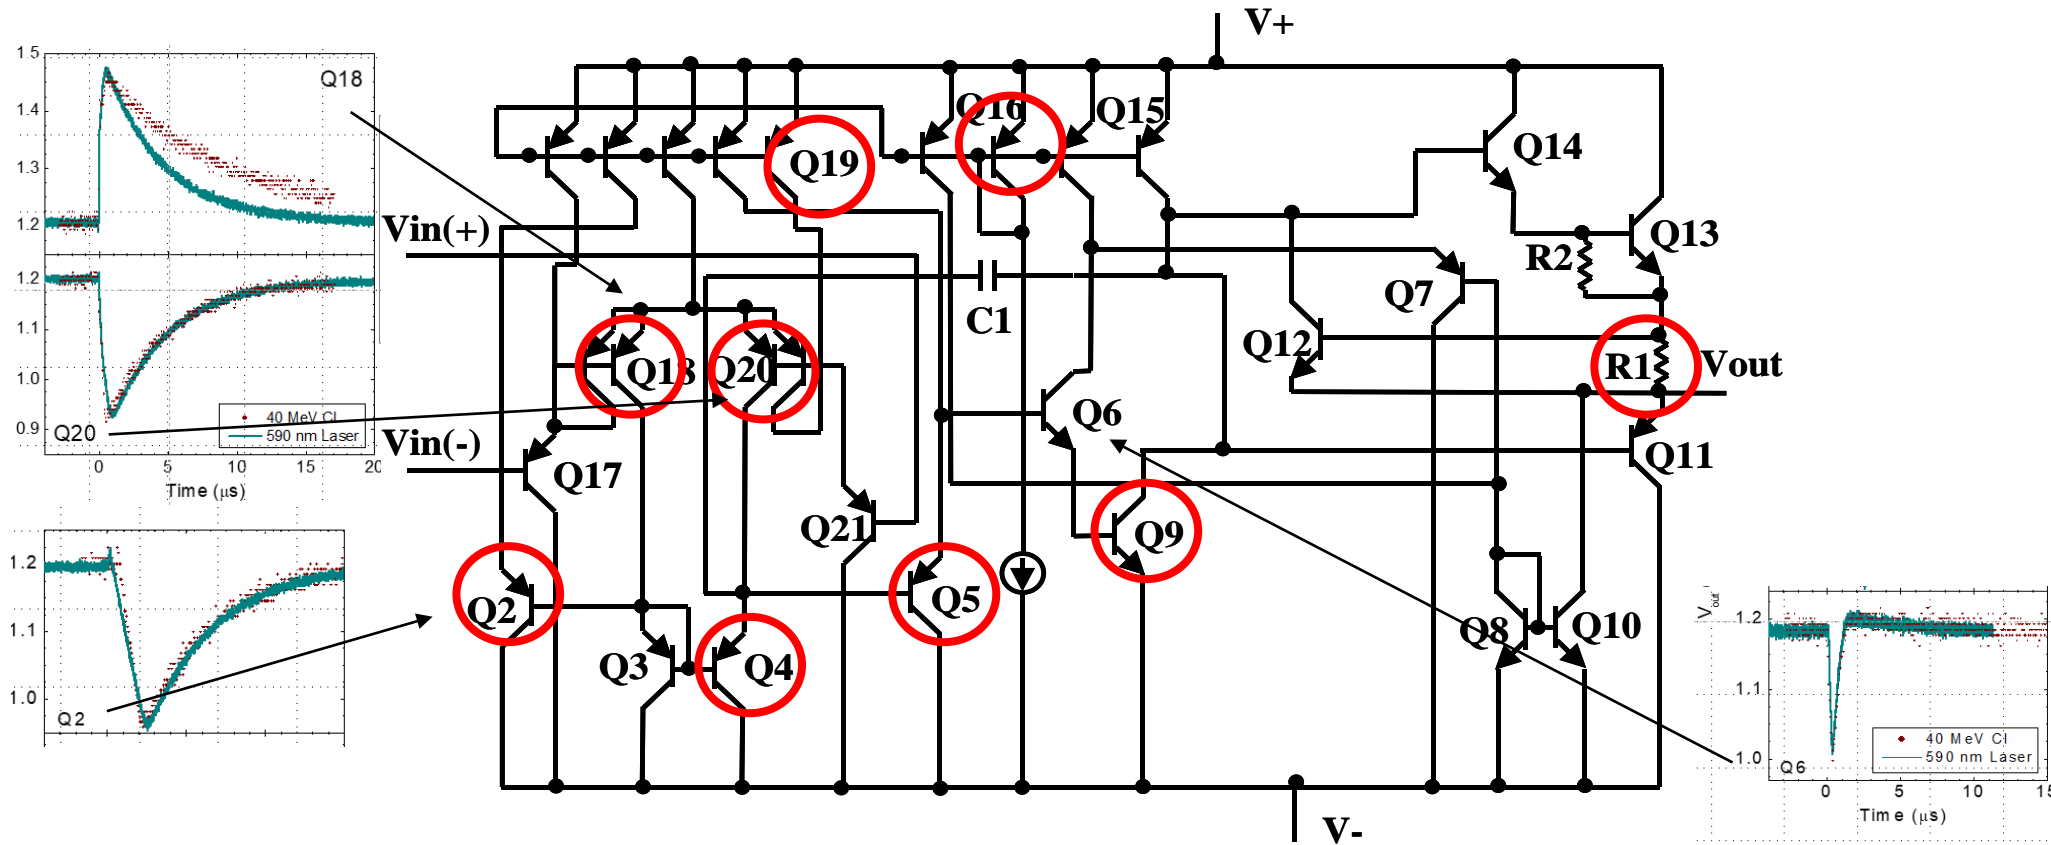 V+
1.5
Q18
1.4
1.3
1.2
Vin(+)
1.2
1.1
1.0
0.9
40 MeV Cl
590 nm Laser
Q20
0 5 10 15 20
Time (μs)
Vin(-)
Q16
Q15
Q19
Q14
Q13
R2
Q7
C1
Q12
R1
Vout
Q18
Q20
Q6
Q17
Q11
Q21
Q9
1.2
1.1
1.0
Q2
Q2
Q5
Q8
Q10
Q3
Q4
Vout
1.2
1.1
1.0
40 MeV Cl
590 nm Laser
Q6
0 5 10 15
Time (μs)
V-